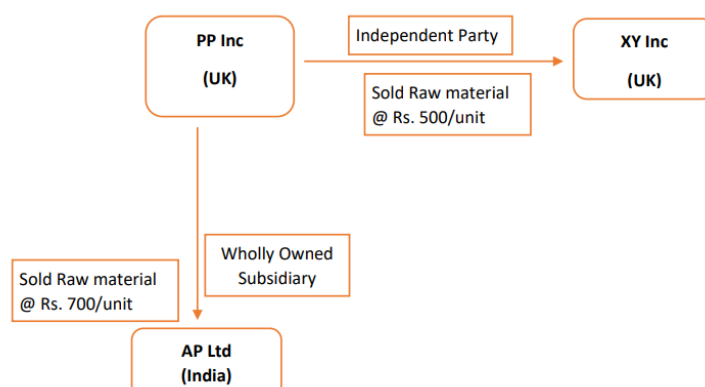 PP Inc
(UK)
Independent Party
XY Inc
(UK)
Sold Raw material
@ Rs. 500/unit
Wholly Owned
Subsidiary
Sold Raw material
@ Rs. 700/unit
AP Ltd
(India)